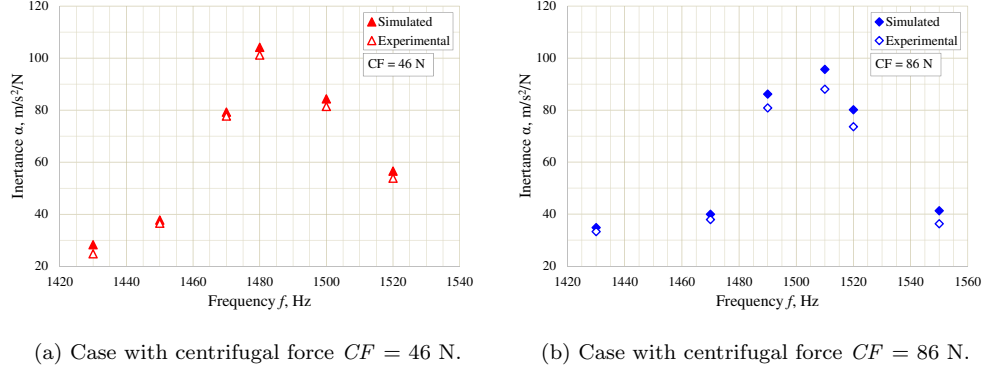 120
100
80
60
40
20
Inertance α, m/s²/N
Simulated
Experimental
CF = 46 N
1420 1440 1460 1480 1500 1520 1540
Frequency f, Hz
(a) Case with centrifugal force CF = 46 N.
120
100
80
60
40
20
Inertance α, m/s²/N
Simulated
Experimental
CF = 86 N
1420 1440 1460 1480 1500 1520 1540 1560
Frequency f, Hz
(b) Case with centrifugal force CF = 86 N.